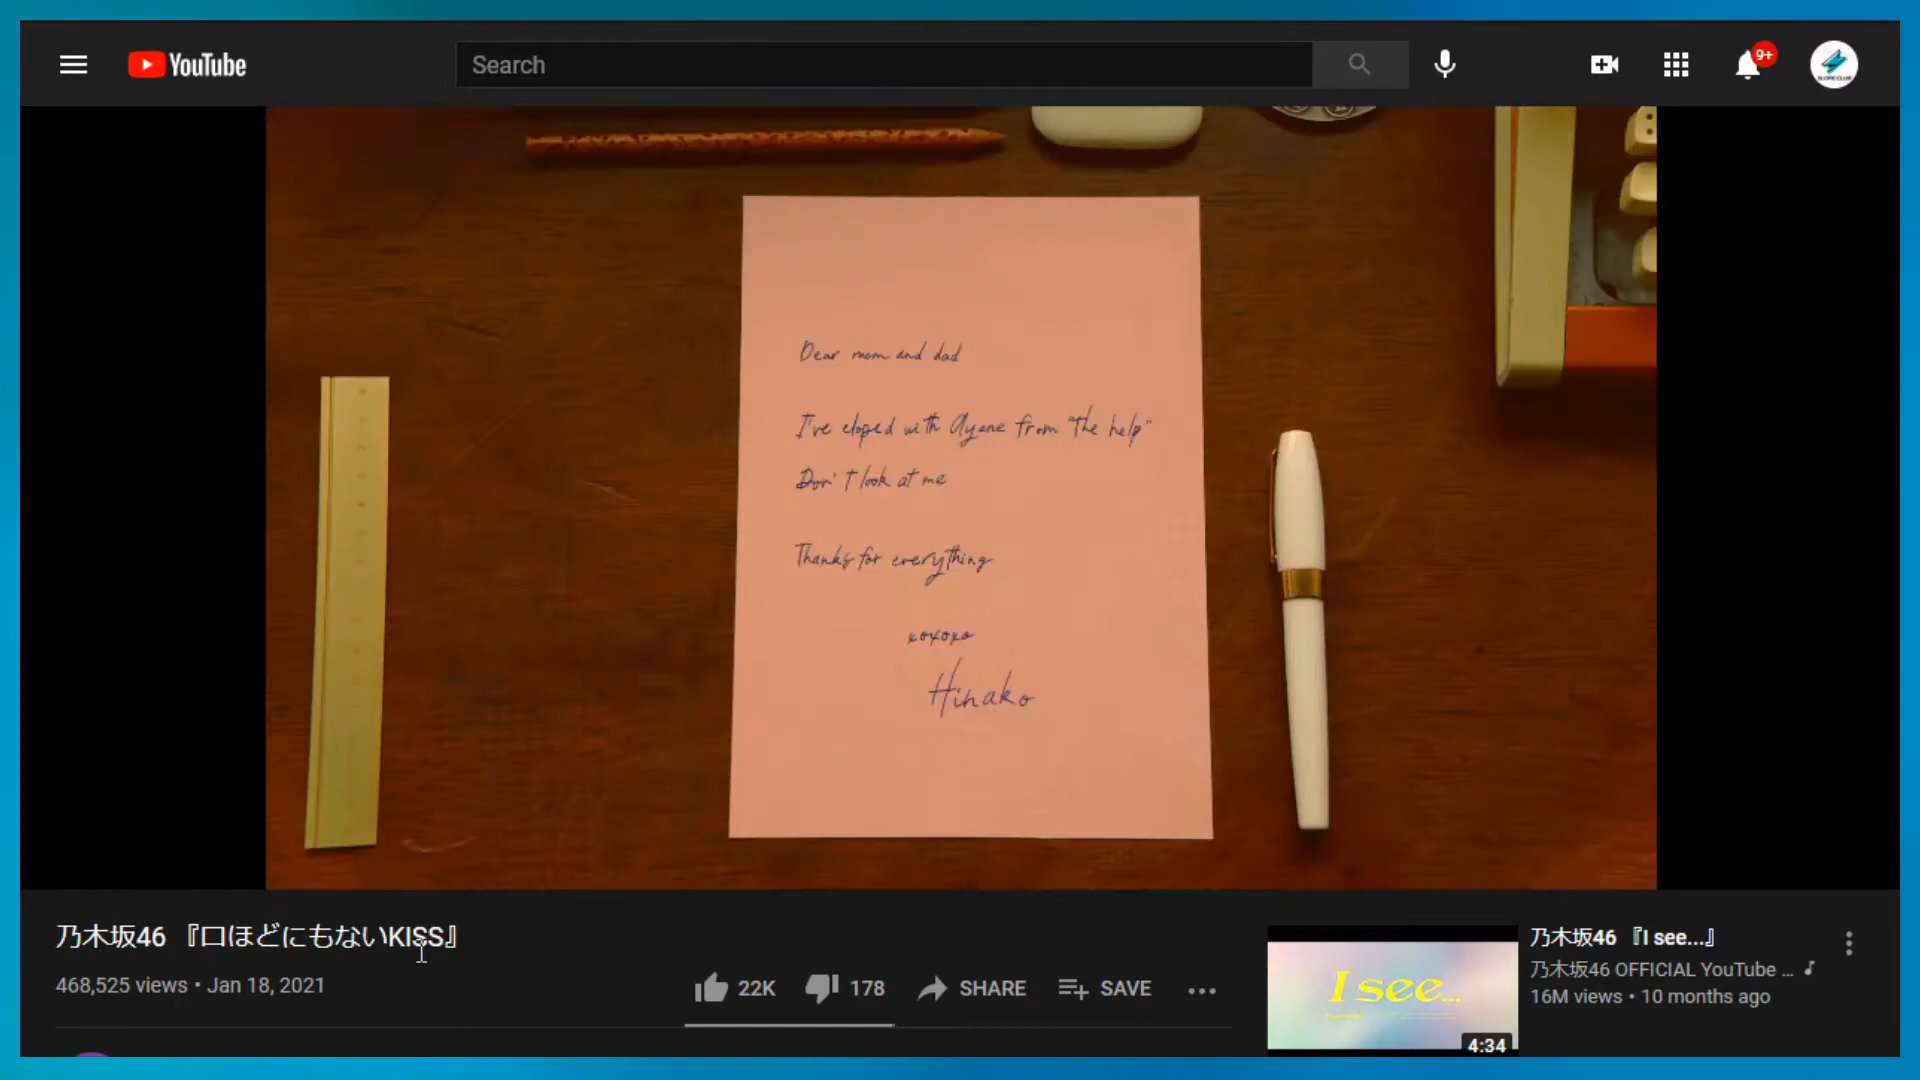 YouTube
Search
9+
SLOPE CLUB
Dear mom and dad
I've eloped with Ayane from "the help"
Don't look at me
Thanks for everything
xoxoxo
Hinako
乃木坂46 『口ほどにもないKISS』
468,525 views • Jan 18, 2021
22K
178
SHARE
SAVE
I see...
4:34
乃木坂46 『I see...』
乃木坂46 OFFICIAL YouTube ...
16M views • 10 months ago